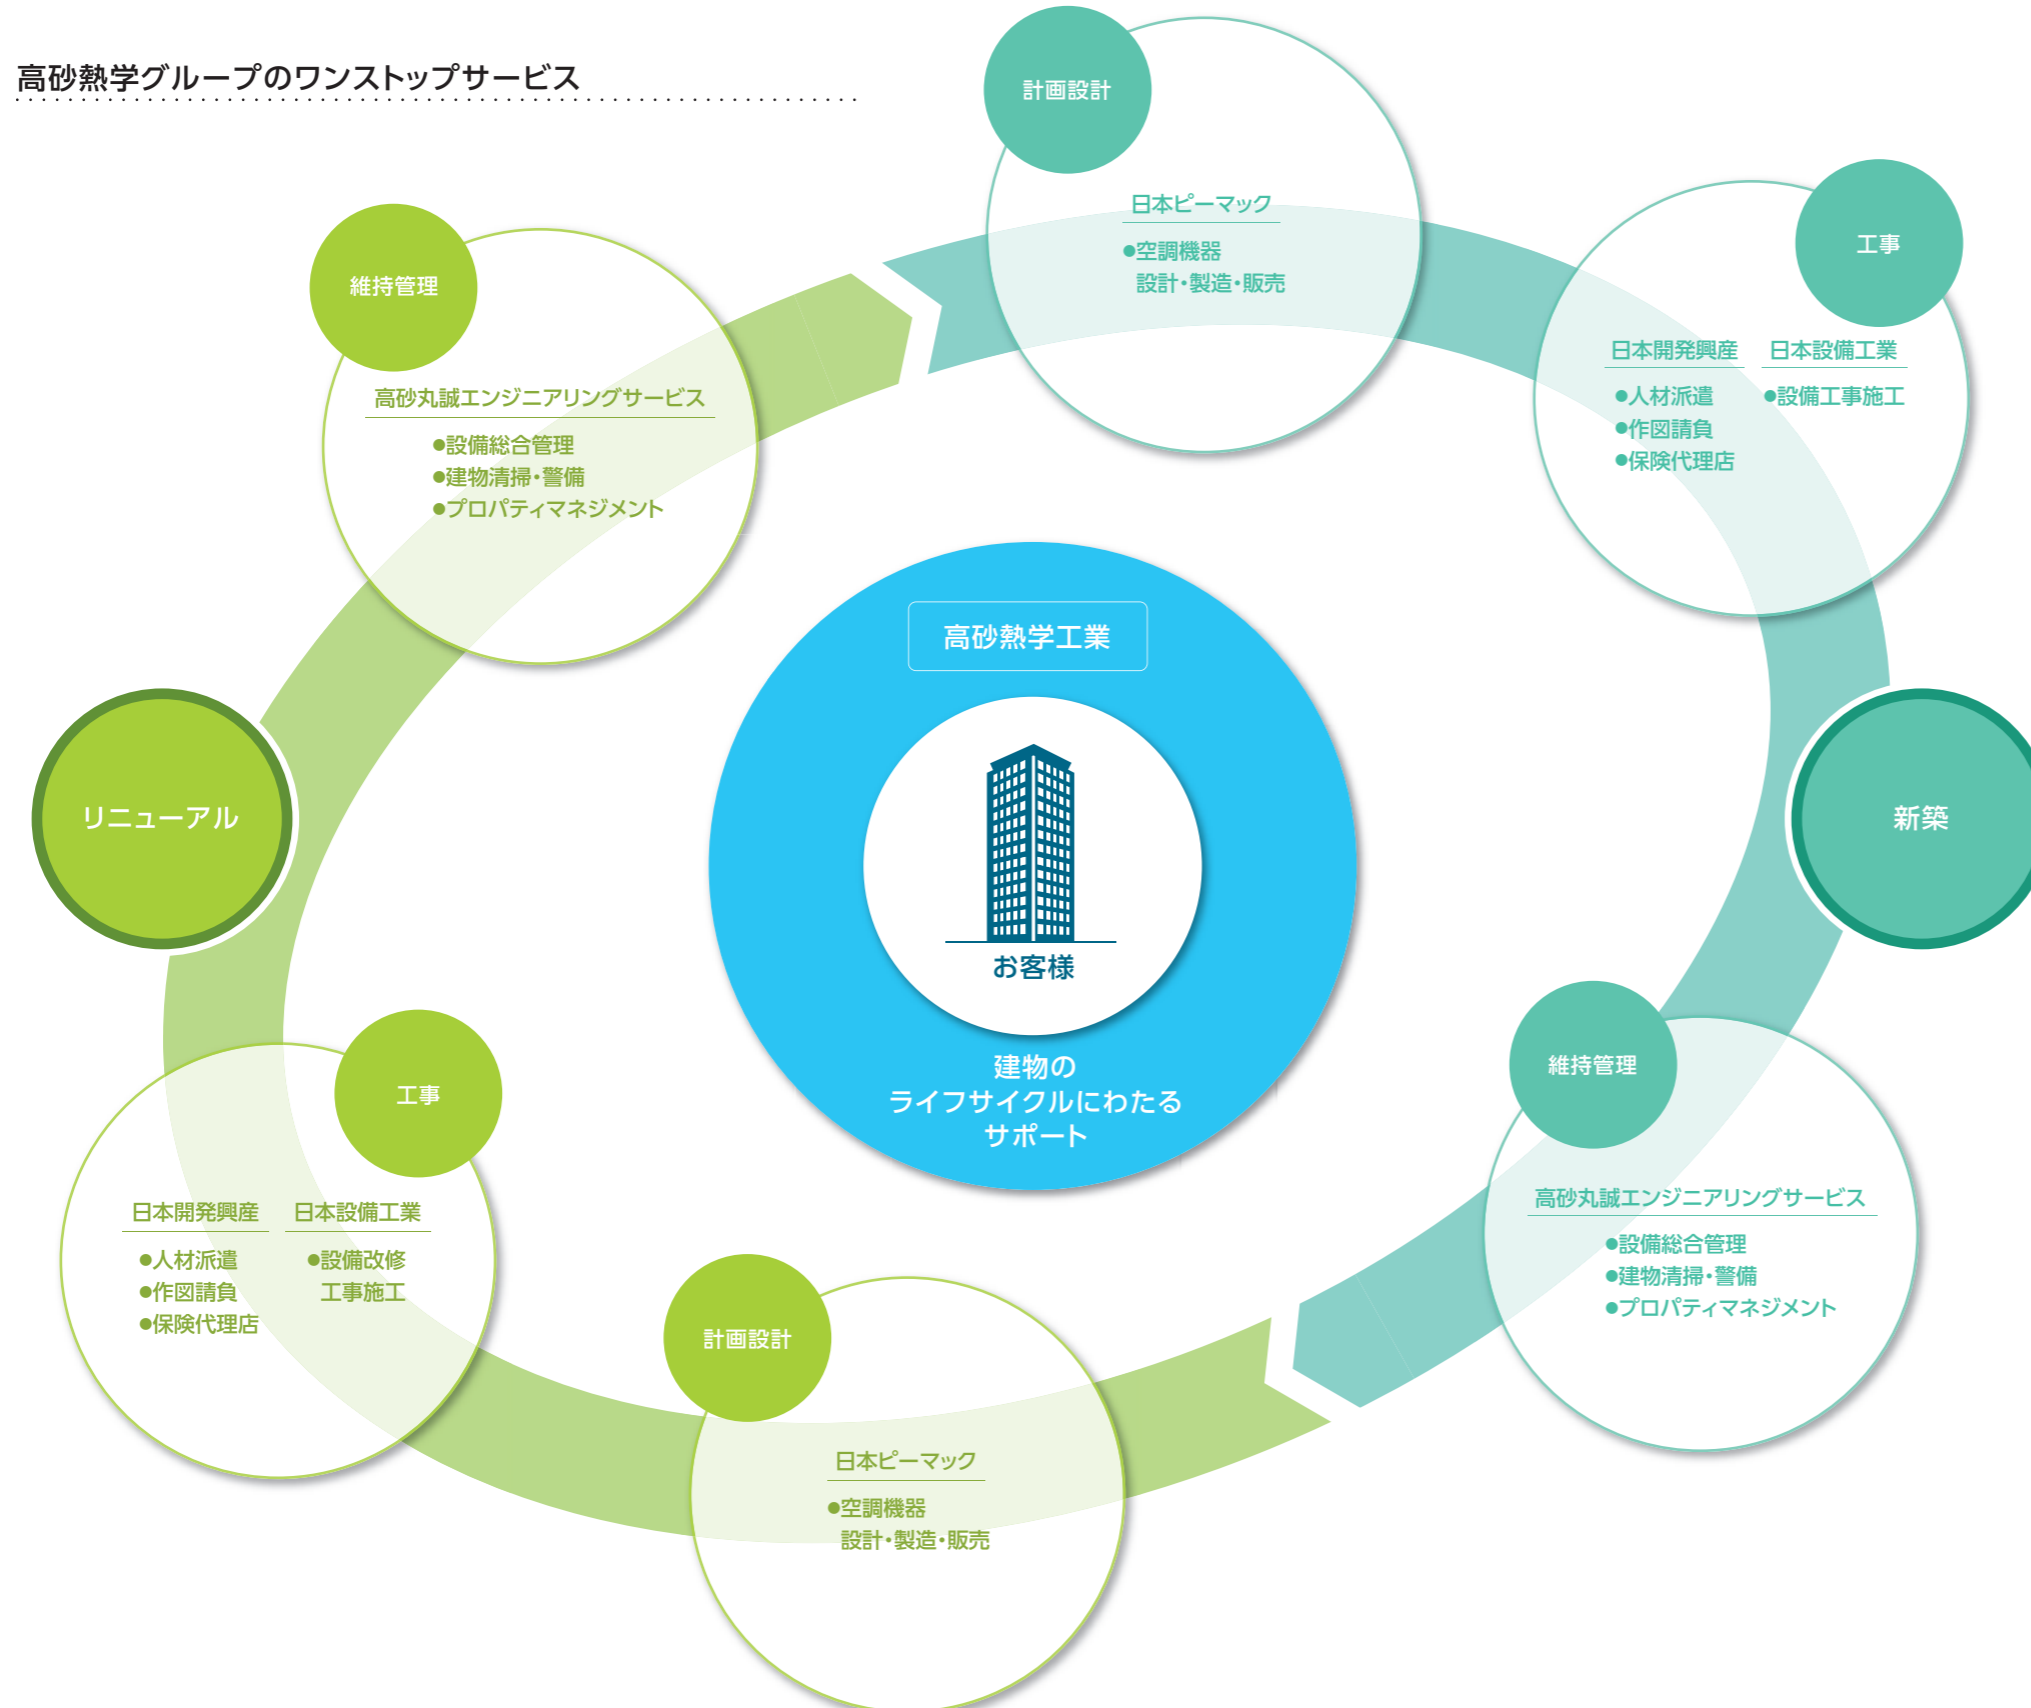 高砂熱学グループのワンストップサービス
計画設計
日本ピーマック
●空調機器
設計・製造・販売
工事
日本開発興産
●人材派遣
●作図請負
●保険代理店
日本設備工業
●設備工事施工
新築
維持管理
高砂丸誠エンジニアリングサービス
●設備総合管理
●建物清掃・警備
●プロパティマネジメント
計画設計
日本ピーマック
●空調機器
設計・製造・販売
工事
日本開発興産
●人材派遣
●作図請負
●保険代理店
日本設備工業
●設備改修
工事施工
リニューアル
維持管理
高砂丸誠エンジニアリングサービス
●設備総合管理
●建物清掃・警備
●プロパティマネジメント
高砂熱学工業
お客様
建物の
ライフサイクルにわたる
サポート